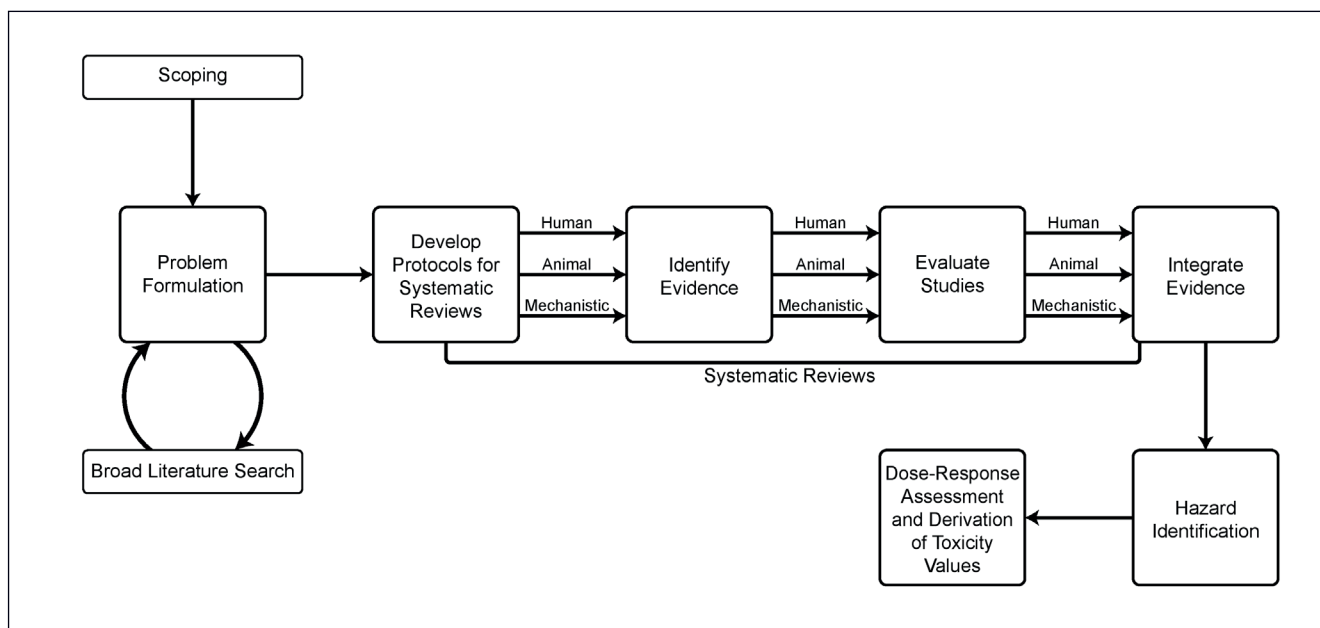 Scoping
Problem
Formulation
Broad Literature Search
Develop
Protocols for
Systematic
Reviews
Human
Animal
Mechanistic
Identify
Evidence
Human
Animal
Mechanistic
Evaluate
Studies
Human
Animal
Mechanistic
Integrate
Evidence
Systematic Reviews
Hazard
Identification
Dose-Response
Assessment
and Derivation
of Toxicity
Values